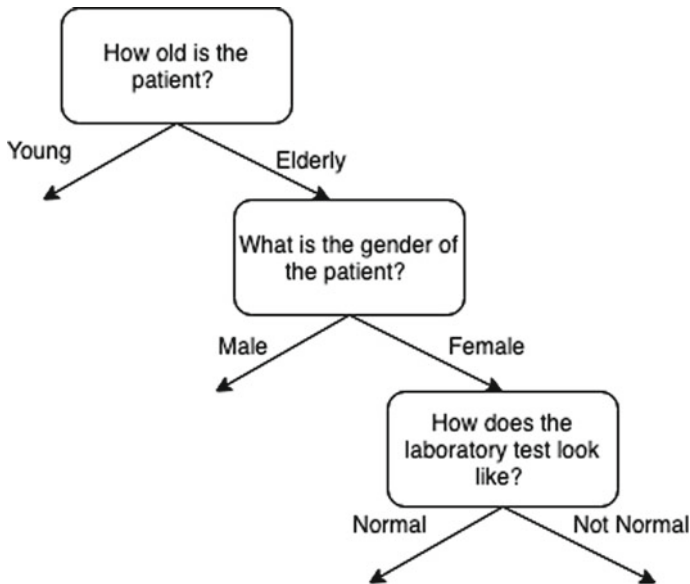 How old is the
patient?
Young
Elderly
What is the gender of
the patient?
Male
Female
How does the
laboratory test look
like?
Normal
Not Normal